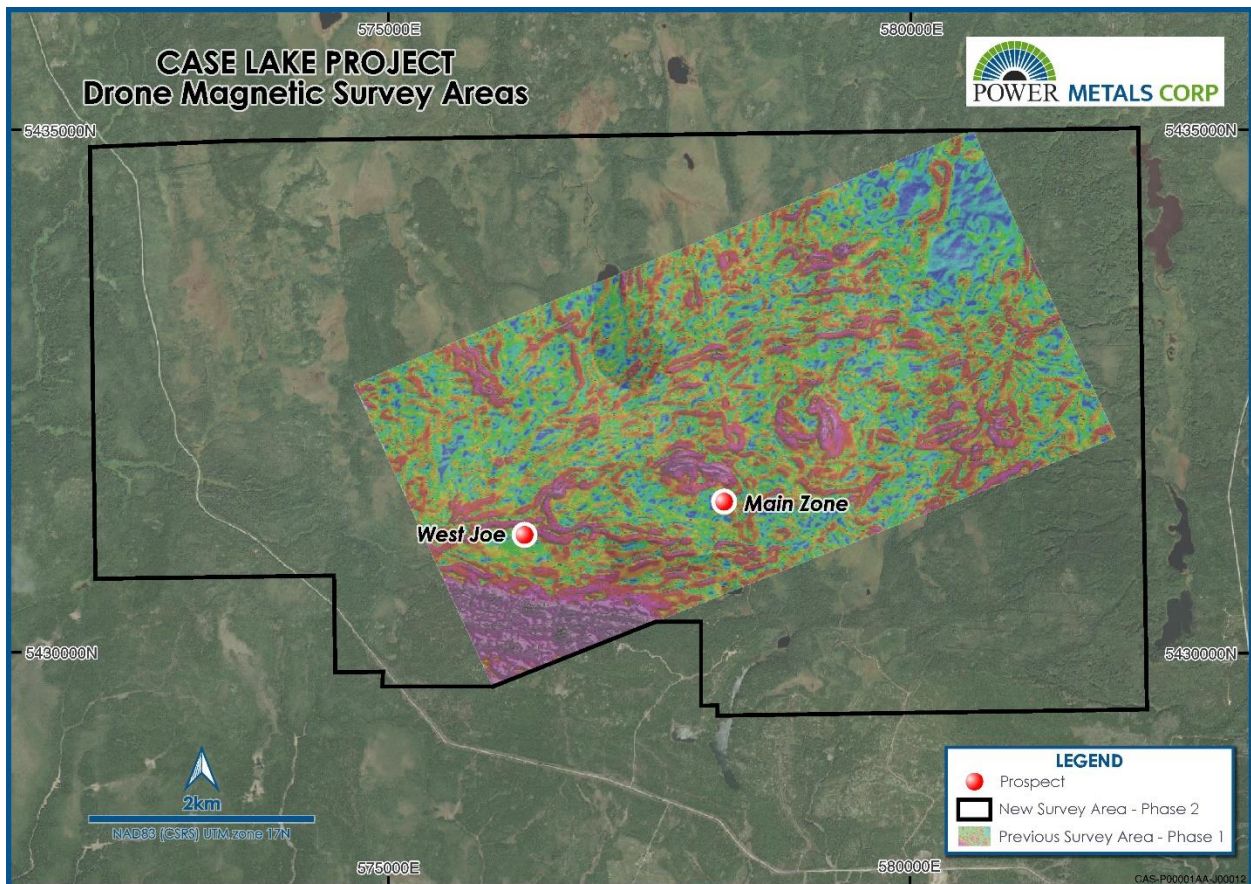 575000E
580000E
CASE LAKE PROJECT
Drone Magnetic Survey Areas
POWER METALS CORP
5435000N
5435000N
Main Zone
West Joe
5430000N
5430000N
LEGEND
Prospect
New Survey Area - Phase 2
Previous Survey Area - Phase 1
2km
NAD83 (CSRS) UTM zone 17N
575000E
580000E
CAS-P00001AA-J00012